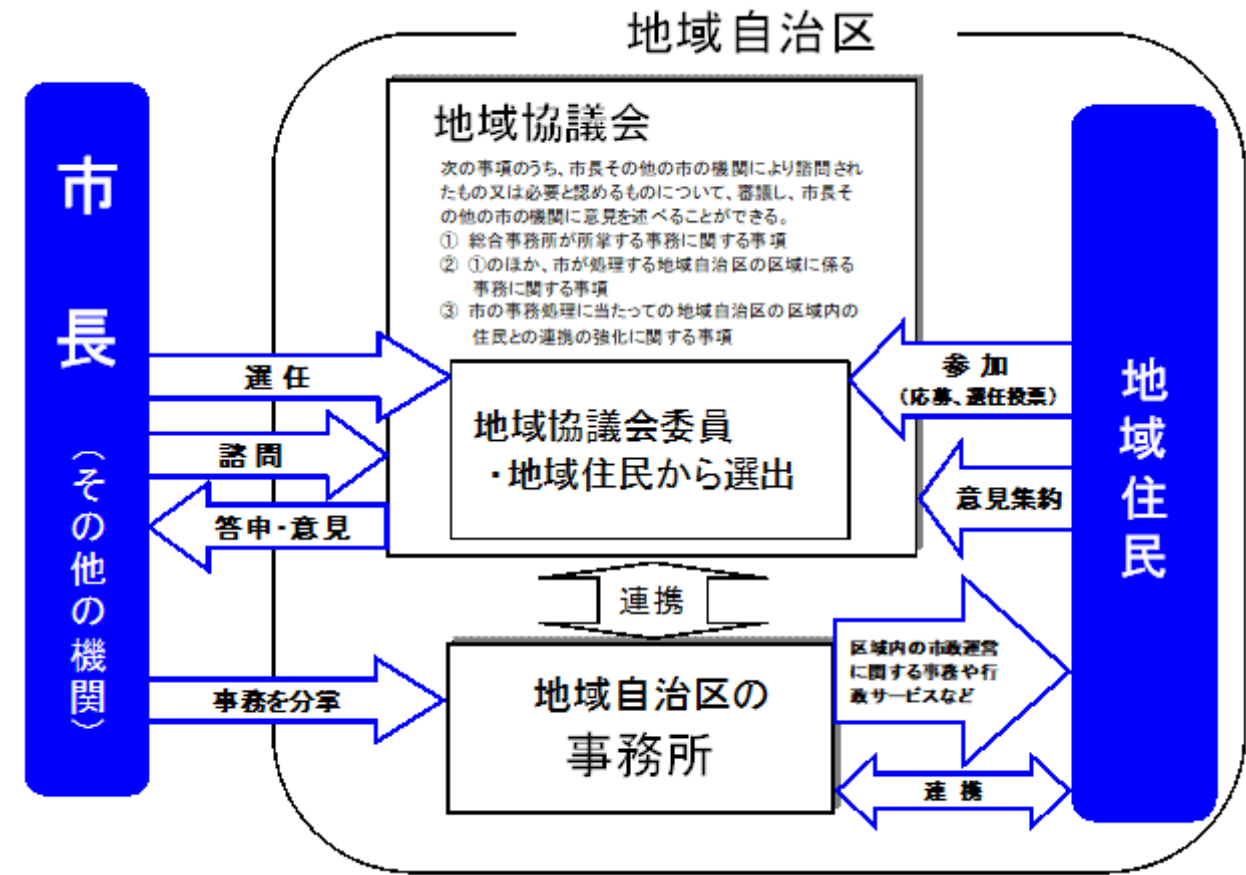 地域自治区
市長
（その他の機関）
地域協議会
次の事項のうち、市長その他の市の機関により諮問され
たもの又は必要と認めるものについて、審議し、市長そ
の他の市の機関に意見を述べることができる。
① 総合事務所が所掌する事務に関する事項
② ①のほか、市が処理する地域自治区の区域に係る
事務に関する事項
③ 市の事務処理に当たっての地域自治区の区域内の
住民との連携の強化に関する事項
選任
諮問
答申・意見
地域協議会委員
・地域住民から選出
参加
（応募、選任投票）
意見集約
地域住民
連携
事務を分掌
地域自治区の
事務所
区域内の市政運営
に関する事務や行
政サービスなど
連携